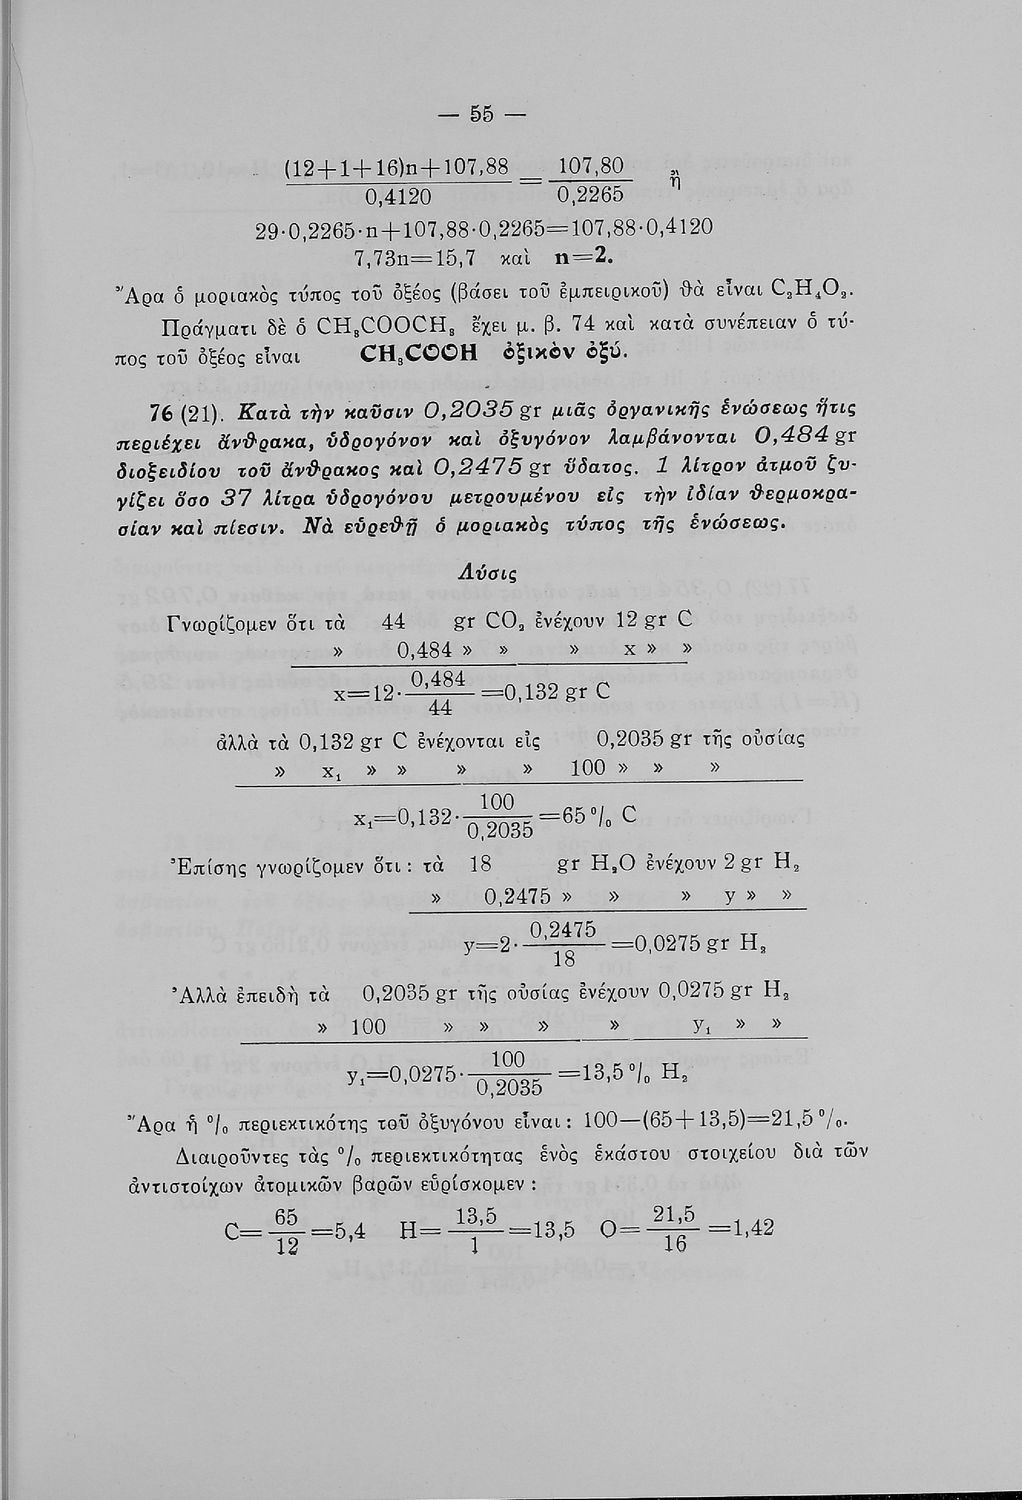 — 55 —
(12+1+16)n+107,88 / 0,4120 = 107,80 / 0,2265 ἤ
29·0,2265·n+107,88·0,2265=107,88·0,4120
7,73n=15,7 καὶ n=2.
Ἄρα ὁ μοριακὸς τύπος τοῦ ὀξέος (βάσει τοῦ ἐμπειρικοῦ) θὰ εἶναι C₂H₄O₂.
Πράγματι δὲ ὁ CH₃COOCH₃ ἔχει μ. β. 74 καὶ κατὰ συνέπειαν ὁ τύ-
πος τοῦ ὀξέος εἶναι CH₃COOH ὀξικὸν ὀξύ.
76 (21). Κατὰ τὴν καῦσιν 0,2035 gr μιᾶς ὀργανικῆς ἑνώσεως ἥτις
περιέχει ἄνθρακα, ὑδρογόνον καὶ ὀξυγόνον λαμβάνονται 0,484 gr
διοξειδίου τοῦ ἄνθρακος καὶ 0,2475 gr ὕδατος. 1 λίτρον ἀτμοῦ ζυ-
γίζει ὅσο 37 λίτρα ὑδρογόνου μετρουμένου εἰς τὴν ἰδίαν θερμοκρα-
σίαν καὶ πίεσιν. Νὰ εὑρεθῇ ὁ μοριακὸς τύπος τῆς ἑνώσεως.
Λύσις
Γνωρίζομεν ὅτι τὰ 44 gr CO₂ ἐνέχουν 12 gr C
» 0,484 » » » x » »
x=12· 0,484 / 44 =0,132 gr C
ἀλλὰ τὰ 0,132 gr C ἐνέχονται εἰς 0,2035 gr τῆς οὐσίας
» x₁ » » » » 100 » » »
x₁=0,132· 100 / 0,2035 =65 °/₀ C
Ἐπίσης γνωρίζομεν ὅτι : τὰ 18 gr H₂O ἐνέχουν 2 gr H₂
» 0,2475 » » » y » »
y=2· 0,2475 / 18 =0,0275 gr H₂
Ἀλλὰ ἐπειδὴ τὰ 0,2035 gr τῆς οὐσίας ἐνέχουν 0,0275 gr H₂
» 100 » » » » y₁ » »
y₁=0,0275· 100 / 0,2035 =13,5 °/₀ H₂
Ἄρα ἡ °/₀ περιεκτικότης τοῦ ὀξυγόνου εἶναι : 100—(65+13,5)=21,5 °/₀.
Διαιροῦντες τὰς °/₀ περιεκτικότητας ἑνὸς ἑκάστου στοιχείου διὰ τῶν
ἀντιστοίχων ἀτομικῶν βαρῶν εὑρίσκομεν :
C= 65 / 12 =5,4 H= 13,5 / 1 =13,5 O= 21,5 / 16 =1,42